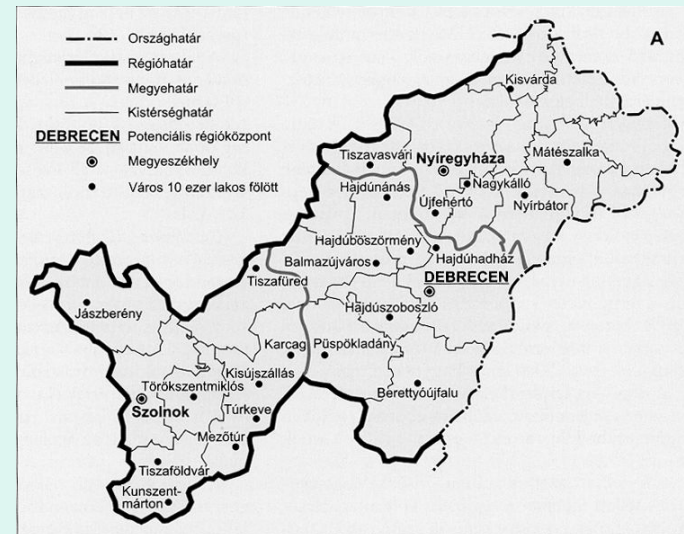 A
Országhatár
Régióhatár
Megyehatár
Kistérséghatár
DEBRECEN Potenciális régióközpont
Megyeszékhely
Város 10 ezer lakos fölött
Kisvárda
Tiszavasvári
Nyíregyháza
Mátészalka
Hajdúnánás
Nagykálló
Újfehértó
Nyírbátor
Hajdúböszörmény
Hajdúhadház
Balmazújváros
Tiszafüred
DEBRECEN
Jászberény
Hajdúszoboszló
Karcag
Püspökladány
Kisújszállás
Törökszentmiklós
Berettyóújfalu
Szolnok
Túrkeve
Mezőtúr
Tiszaföldvár
Kunszent-
márton